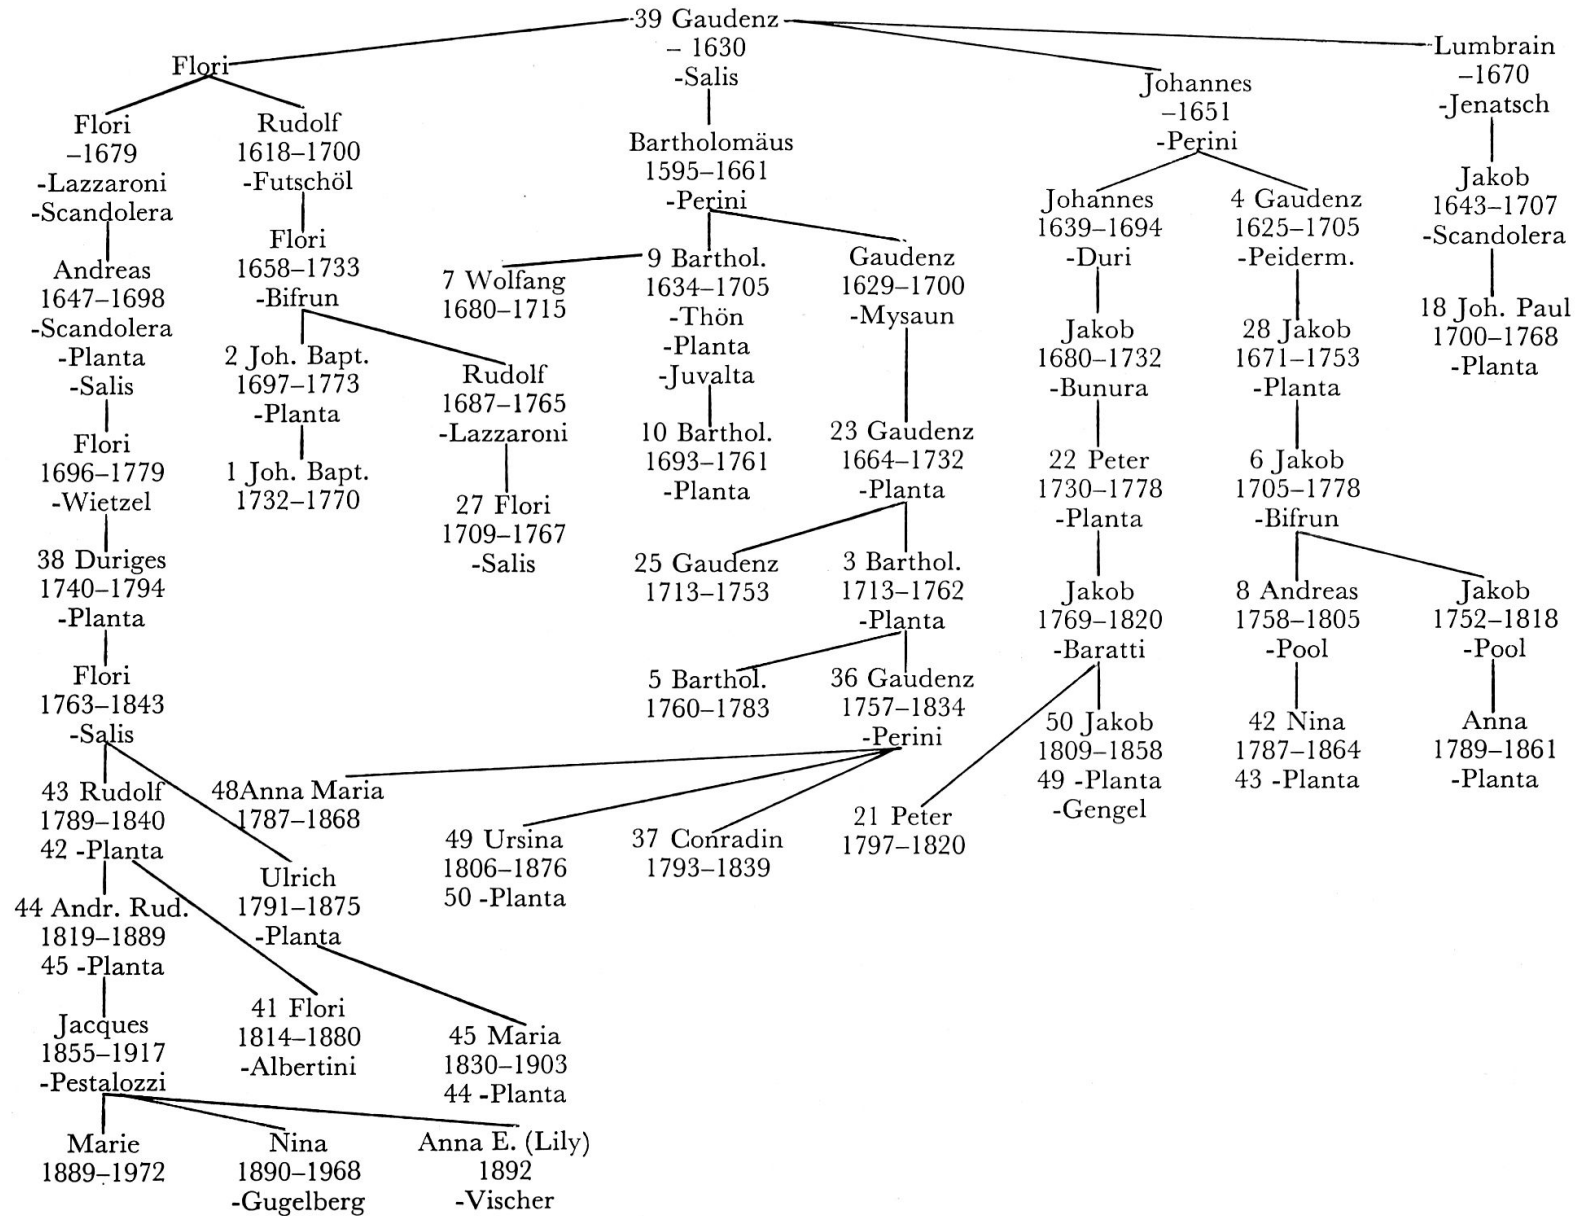 39 Gaudenz
– 1630
-Salis
Flori
Flori
–1679
-Lazzaroni
-Scandolera
Andreas
1647–1698
-Scandolera
-Planta
-Salis
Flori
1696–1779
-Wietzel
38 Duriges
1740–1794
-Planta
Flori
1763–1843
-Salis
43 Rudolf
1789–1840
42 -Planta
44 Andr. Rud.
1819–1889
45 -Planta
Jacques
1855–1917
-Pestalozzi
Marie
1889–1972
Nina
1890–1968
-Gugelberg
Anna E. (Lily)
1892
-Vischer
41 Flori
1814–1880
-Albertini
Ulrich
1791–1875
-Planta
45 Maria
1830–1903
44 -Planta
Rudolf
1618–1700
-Futschöl
Flori
1658–1733
-Bifrun
2 Joh. Bapt.
1697–1773
-Planta
1 Joh. Bapt.
1732–1770
Rudolf
1687–1765
-Lazzaroni
27 Flori
1709–1767
-Salis
Bartholomäus
1595–1661
-Perini
7 Wolfang
1680–1715
9 Barthol.
1634–1705
-Thön
-Planta
-Juvalta
10 Barthol.
1693–1761
-Planta
Gaudenz
1629–1700
-Mysaun
23 Gaudenz
1664–1732
-Planta
25 Gaudenz
1713–1753
3 Barthol.
1713–1762
-Planta
5 Barthol.
1760–1783
36 Gaudenz
1757–1834
-Perini
48Anna Maria
1787–1868
49 Ursina
1806–1876
50 -Planta
37 Conradin
1793–1839
Johannes
–1651
-Perini
Johannes
1639–1694
-Duri
Jakob
1680–1732
-Bunura
22 Peter
1730–1778
-Planta
Jakob
1769–1820
-Baratti
21 Peter
1797–1820
50 Jakob
1809–1858
49 -Planta
-Gengel
4 Gaudenz
1625–1705
-Peiderm.
28 Jakob
1671–1753
-Planta
6 Jakob
1705–1778
-Bifrun
8 Andreas
1758–1805
-Pool
42 Nina
1787–1864
43 -Planta
Jakob
1752–1818
-Pool
Anna
1789–1861
-Planta
Lumbrain
–1670
-Jenatsch
Jakob
1643–1707
-Scandolera
18 Joh. Paul
1700–1768
-Planta